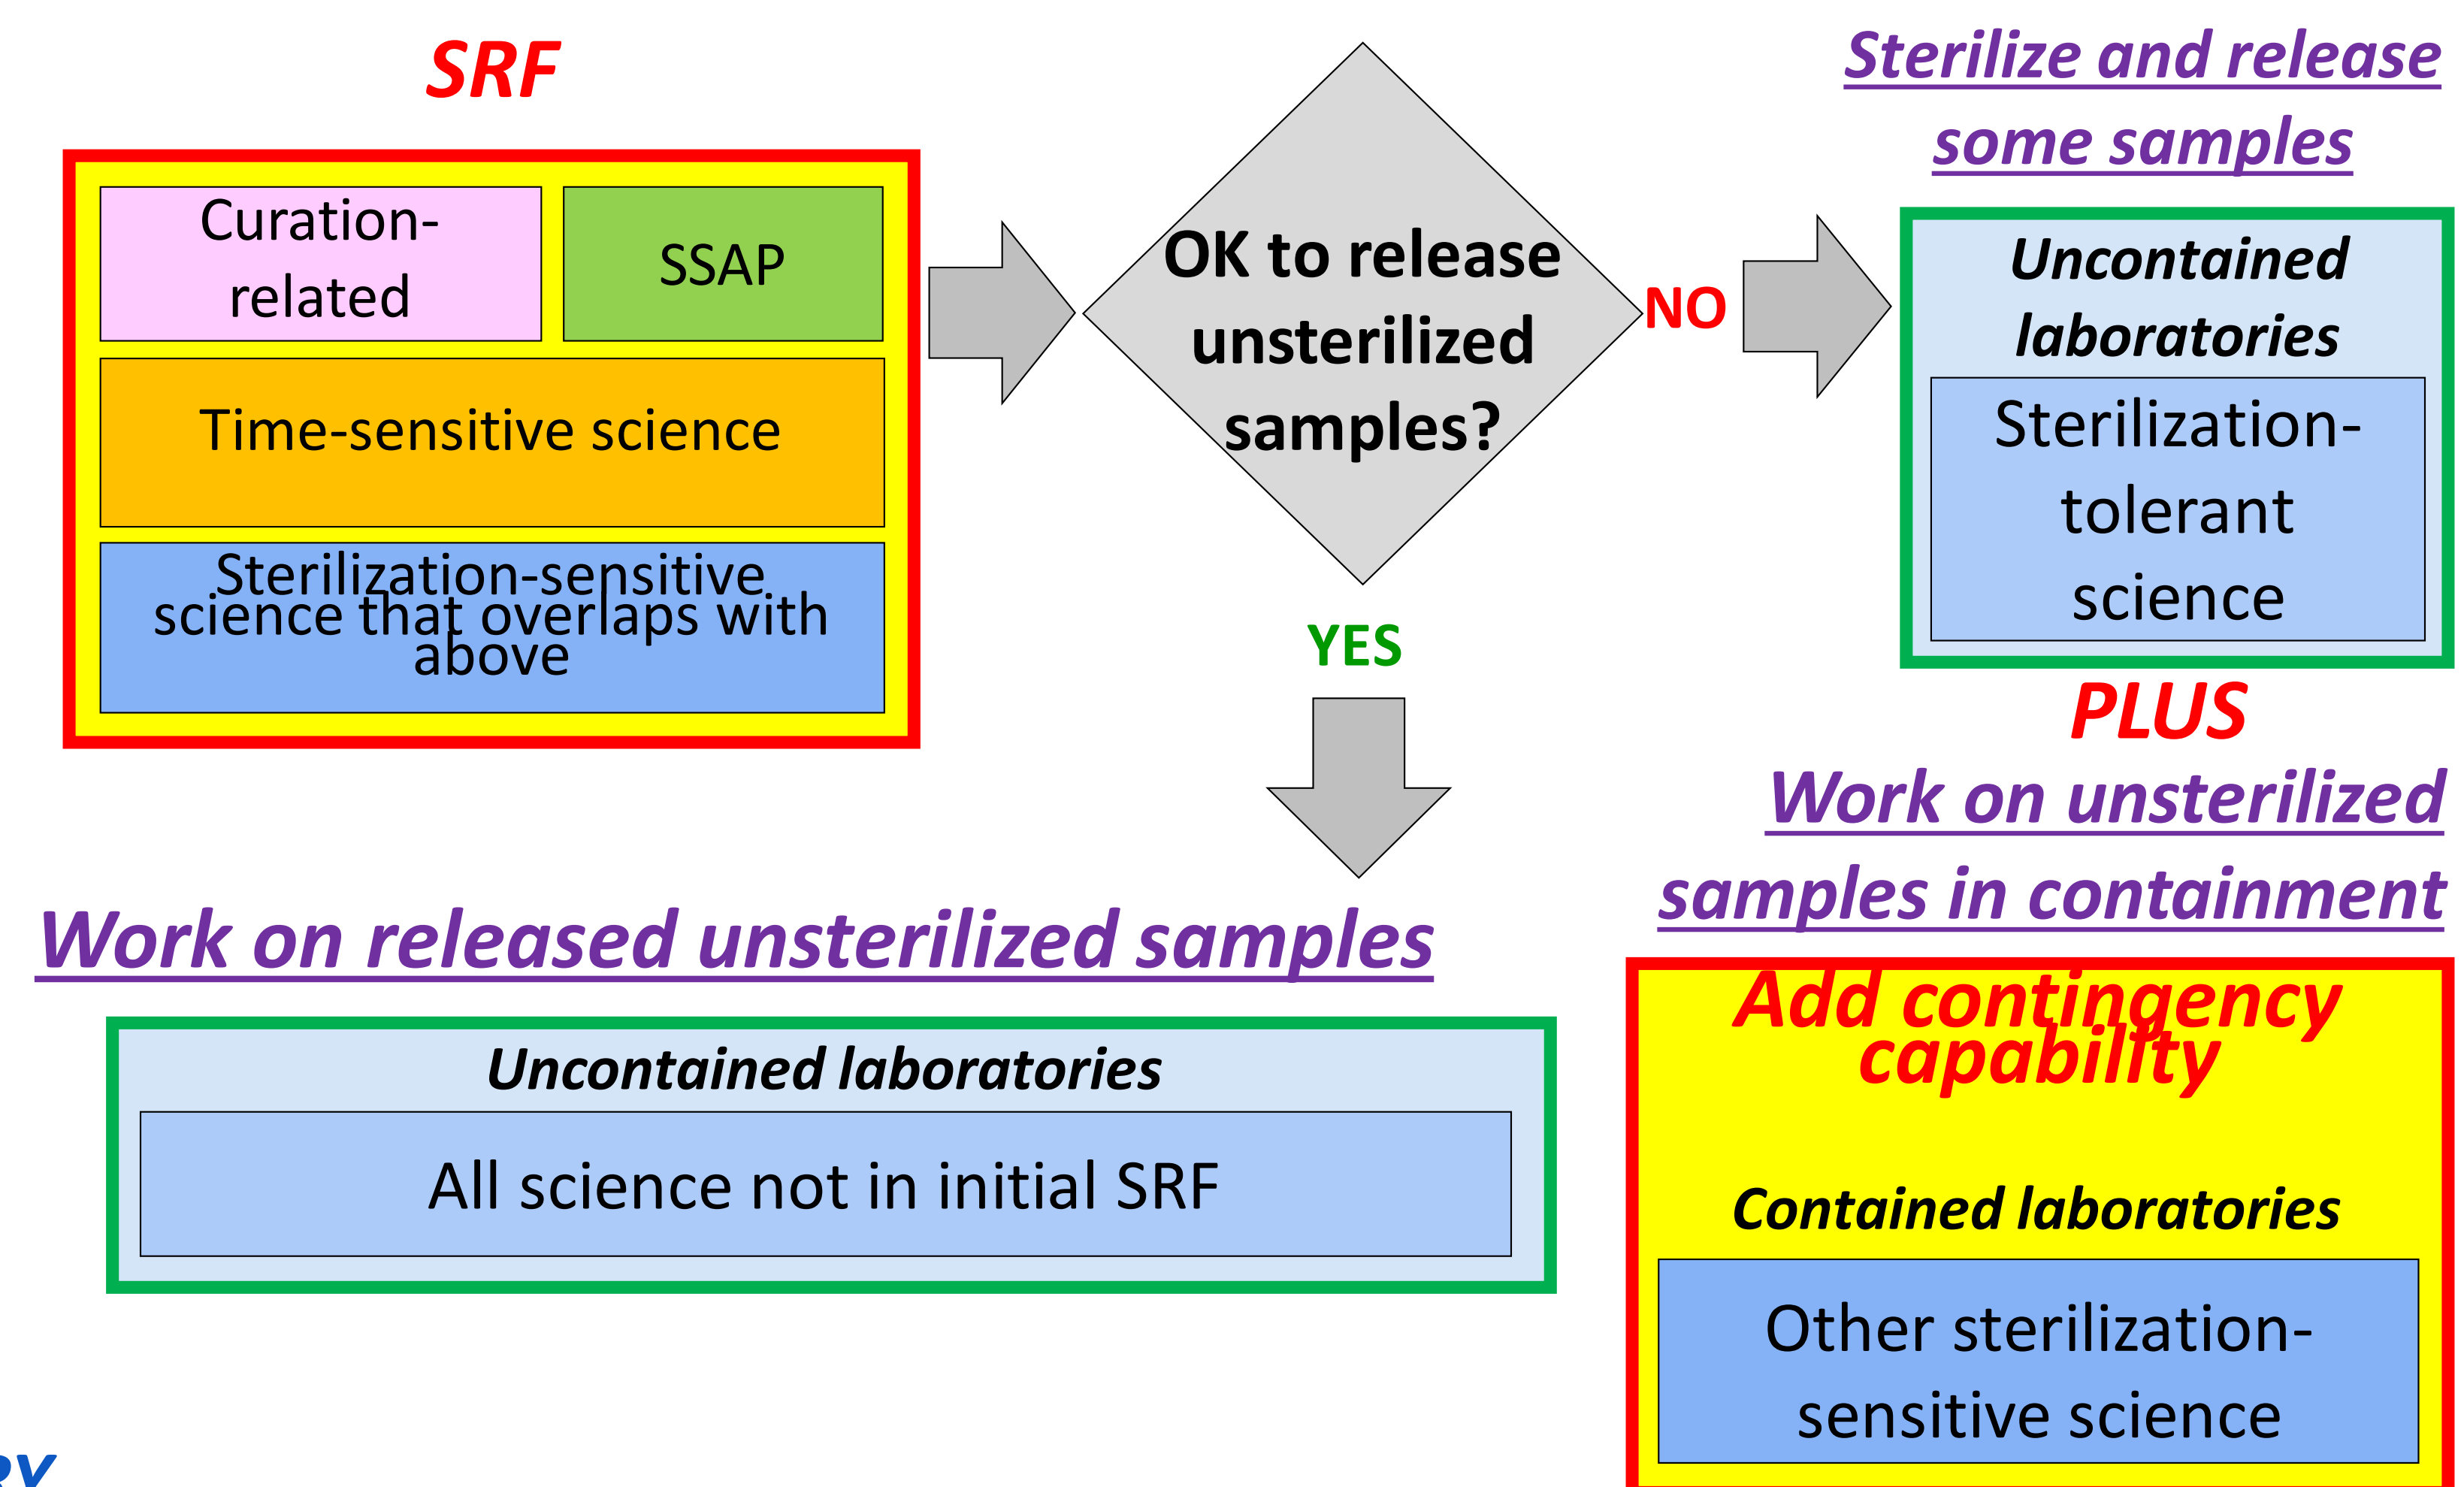 SRF
Curation-
related
SSAP
Time-sensitive science
Sterilization-sensitive
science that overlaps with
above
OK to release
unsterilized
samples?
NO
YES
Sterilize and release
some samples
Uncontained
laboratories
Sterilization-
tolerant
science
PLUS
Work on unsterilized
samples in containment
Add contingency
capability
Contained laboratories
Other sterilization-
sensitive science
Work on released unsterilized samples
Uncontained laboratories
All science not in initial SRF